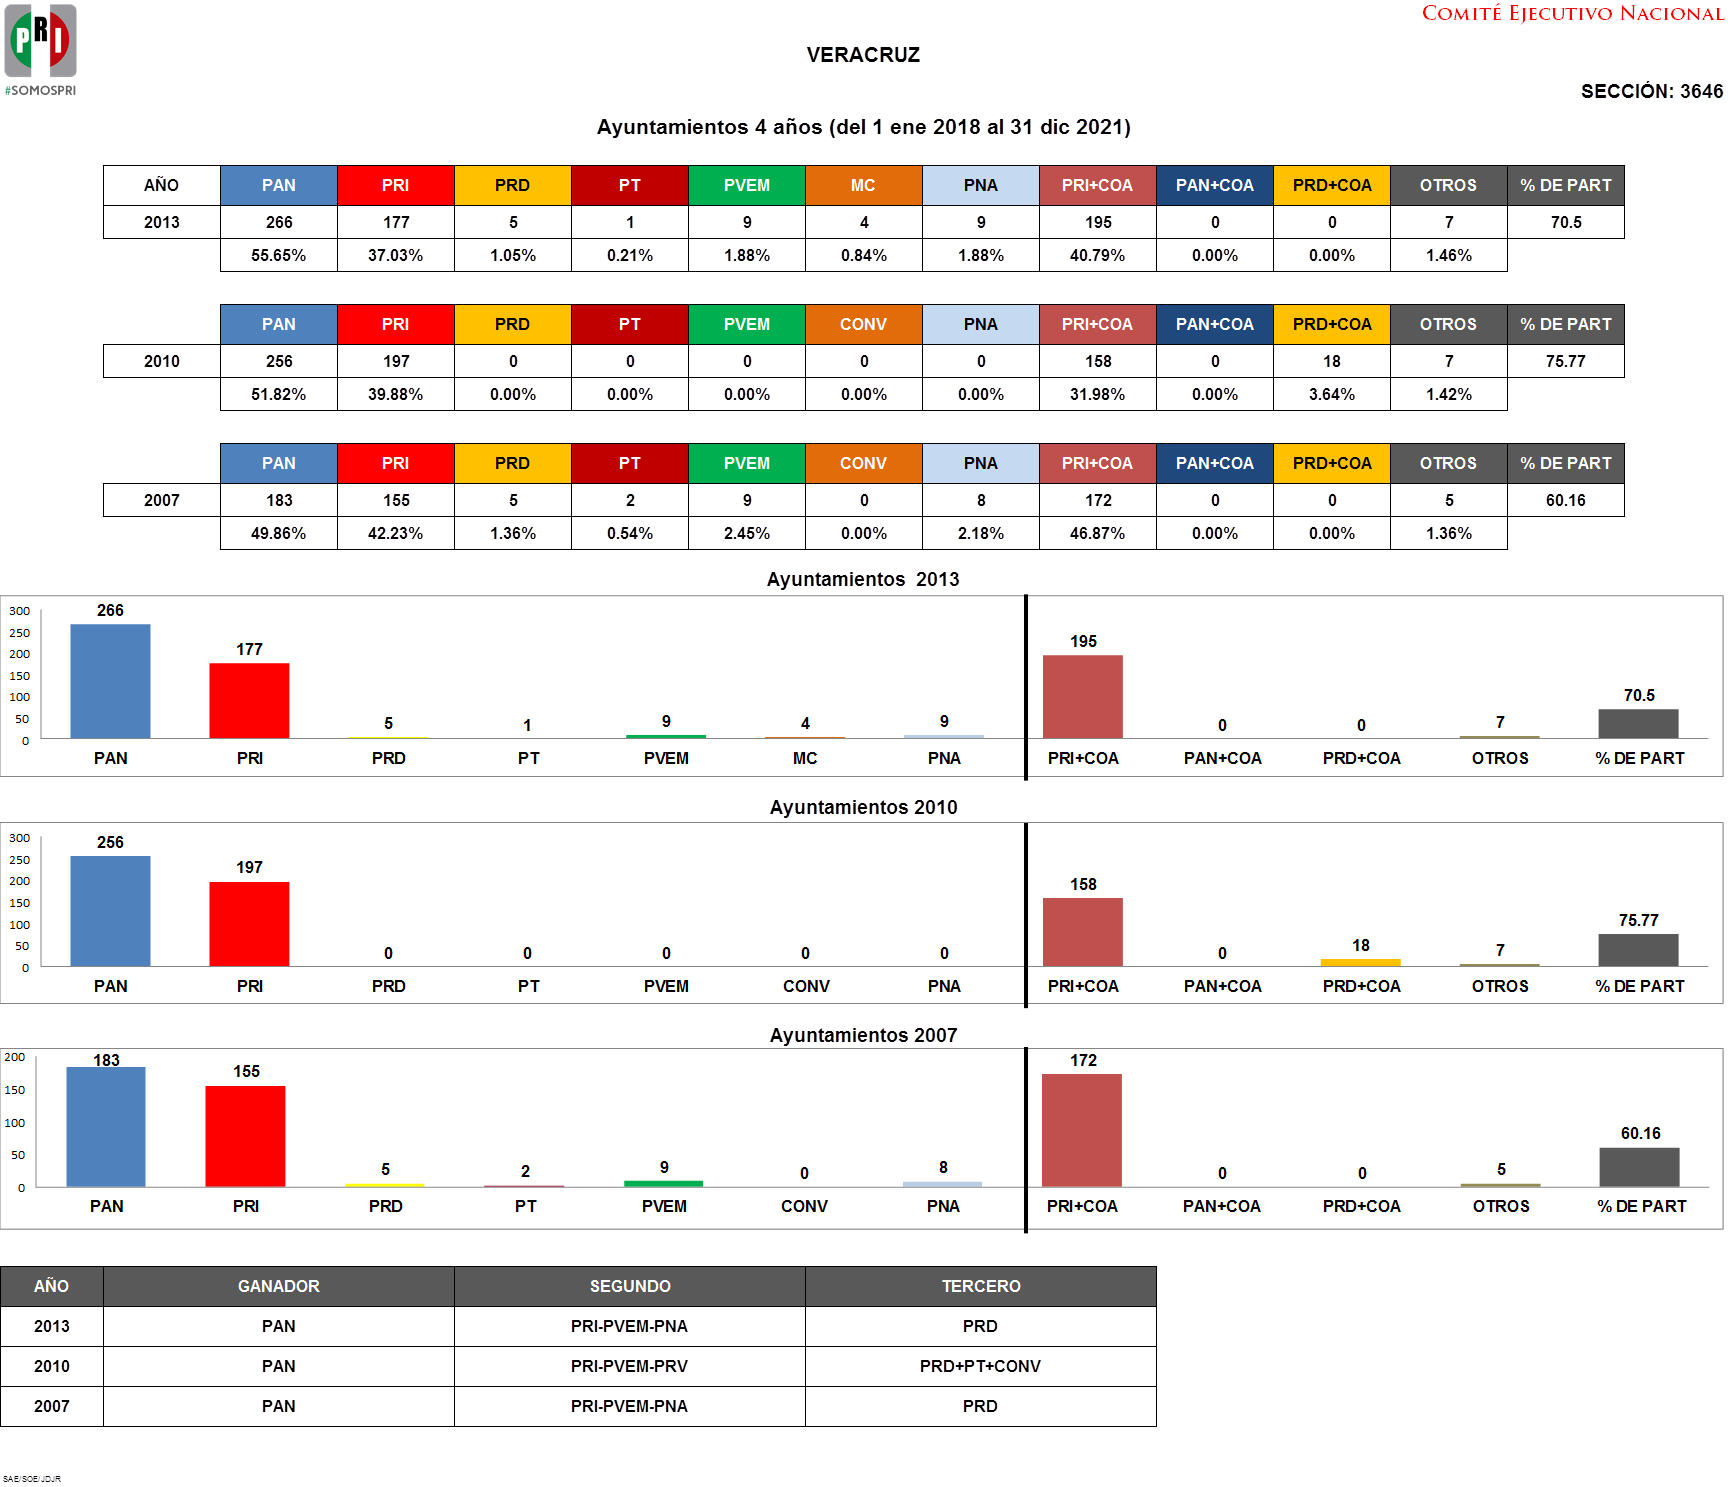 PRI
#SOMOSPRI
COMITÉ EJECUTIVO NACIONAL
VERACRUZ
SECCIÓN: 3646
Ayuntamientos 4 años (del 1 ene 2018 al 31 dic 2021)
AÑO PAN PRI PRD PT PVEM MC PNA PRI+COA PAN+COA PRD+COA OTROS % DE PART
2013 266 177 5 1 9 4 9 195 0 0 7 70.5
55.65% 37.03% 1.05% 0.21% 1.88% 0.84% 1.88% 40.79% 0.00% 0.00% 1.46%
PAN PRI PRD PT PVEM CONV PNA PRI+COA PAN+COA PRD+COA OTROS % DE PART
2010 256 197 0 0 0 0 0 158 0 18 7 75.77
51.82% 39.88% 0.00% 0.00% 0.00% 0.00% 0.00% 31.98% 0.00% 3.64% 1.42%
PAN PRI PRD PT PVEM CONV PNA PRI+COA PAN+COA PRD+COA OTROS % DE PART
2007 183 155 5 2 9 0 8 172 0 0 5 60.16
49.86% 42.23% 1.36% 0.54% 2.45% 0.00% 2.18% 46.87% 0.00% 0.00% 1.36%
Ayuntamientos 2013
300
250
200
150
100
50
0
266 177 5 1 9 4 9 195 0 0 7 70.5
PAN PRI PRD PT PVEM MC PNA PRI+COA PAN+COA PRD+COA OTROS % DE PART
Ayuntamientos 2010
300
250
200
150
100
50
0
256 197 0 0 0 0 0 158 0 18 7 75.77
PAN PRI PRD PT PVEM CONV PNA PRI+COA PAN+COA PRD+COA OTROS % DE PART
Ayuntamientos 2007
200
150
100
50
0
183 155 5 2 9 0 8 172 0 0 5 60.16
PAN PRI PRD PT PVEM CONV PNA PRI+COA PAN+COA PRD+COA OTROS % DE PART
AÑO GANADOR SEGUNDO TERCERO
2013 PAN PRI-PVEM-PNA PRD
2010 PAN PRI-PVEM-PRV PRD+PT+CONV
2007 PAN PRI-PVEM-PNA PRD
SAE/SOE/JDJR